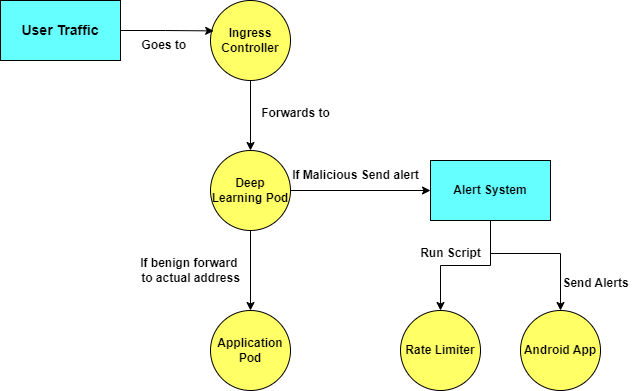 User Traffic
Goes to
Ingress
Controller
Forwards to
Deep
Learning Pod
If Malicious Send alert
Alert System
If benign forward
to actual address
Run Script
Send Alerts
Application
Pod
Rate Limiter
Android App